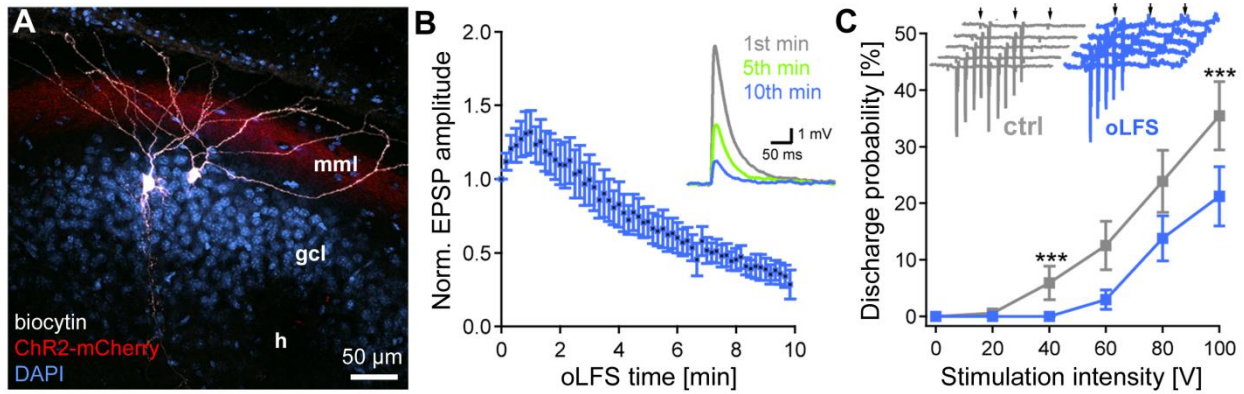 A
mml
gcl
h
biocytin
ChR2-mCherry
DAPI
50 µm
B
1st min
5th min
10th min
1 mV
50 ms
Norm. EPSP amplitude
2.0
1.5
1.0
0.5
0.0
0 2 4 6 8 10
oLFS time [min]
C
ctrl
oLFS
***
***
Discharge probability [%]
50
40
30
20
10
0
0 20 40 60 80 100
Stimulation intensity [V]